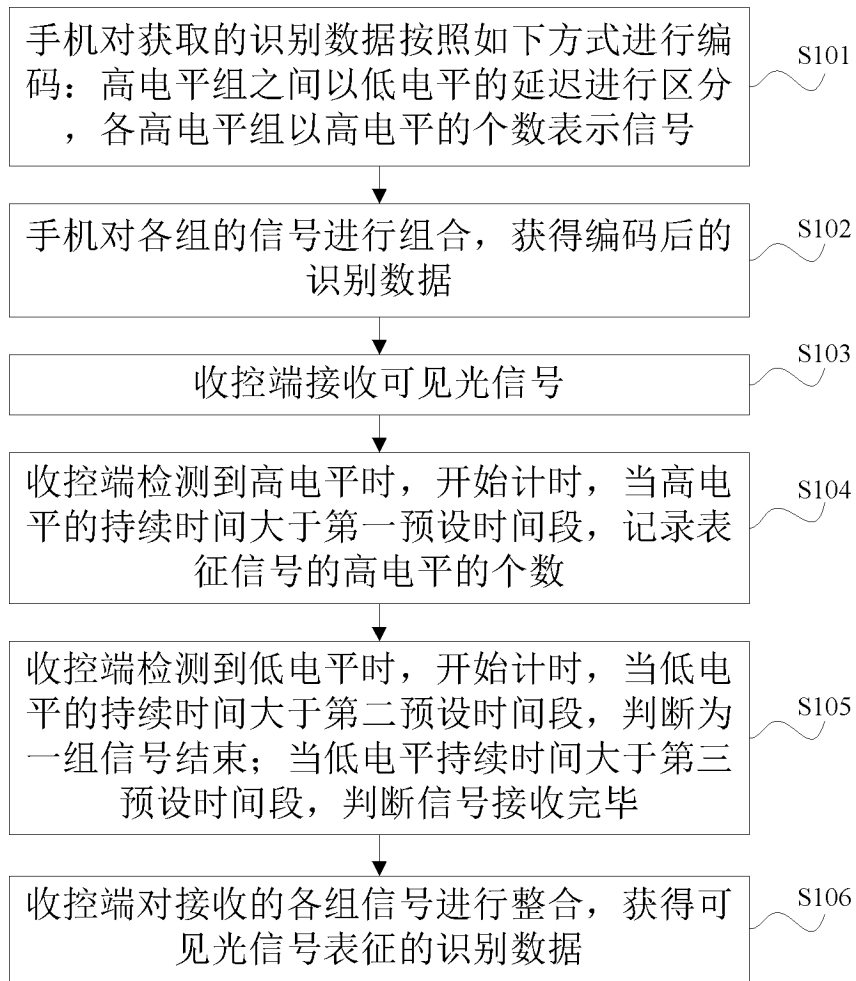 手机对获取的识别数据按照如下方式进行编
码：高电平组之间以低电平的延迟进行区分
，各高电平组以高电平的个数表示信号
S101
手机对各组的信号进行组合，获得编码后的
识别数据
S102
收控端接收可见光信号
S103
收控端检测到高电平时，开始计时，当高电
平的持续时间大于第一预设时间段，记录表
征信号的高电平的个数
S104
收控端检测到低电平时，开始计时，当低电
平的持续时间大于第二预设时间段，判断为
一组信号结束；当低电平持续时间大于第三
预设时间段，判断信号接收完毕
S105
收控端对接收的各组信号进行整合，获得可
见光信号表征的识别数据
S106